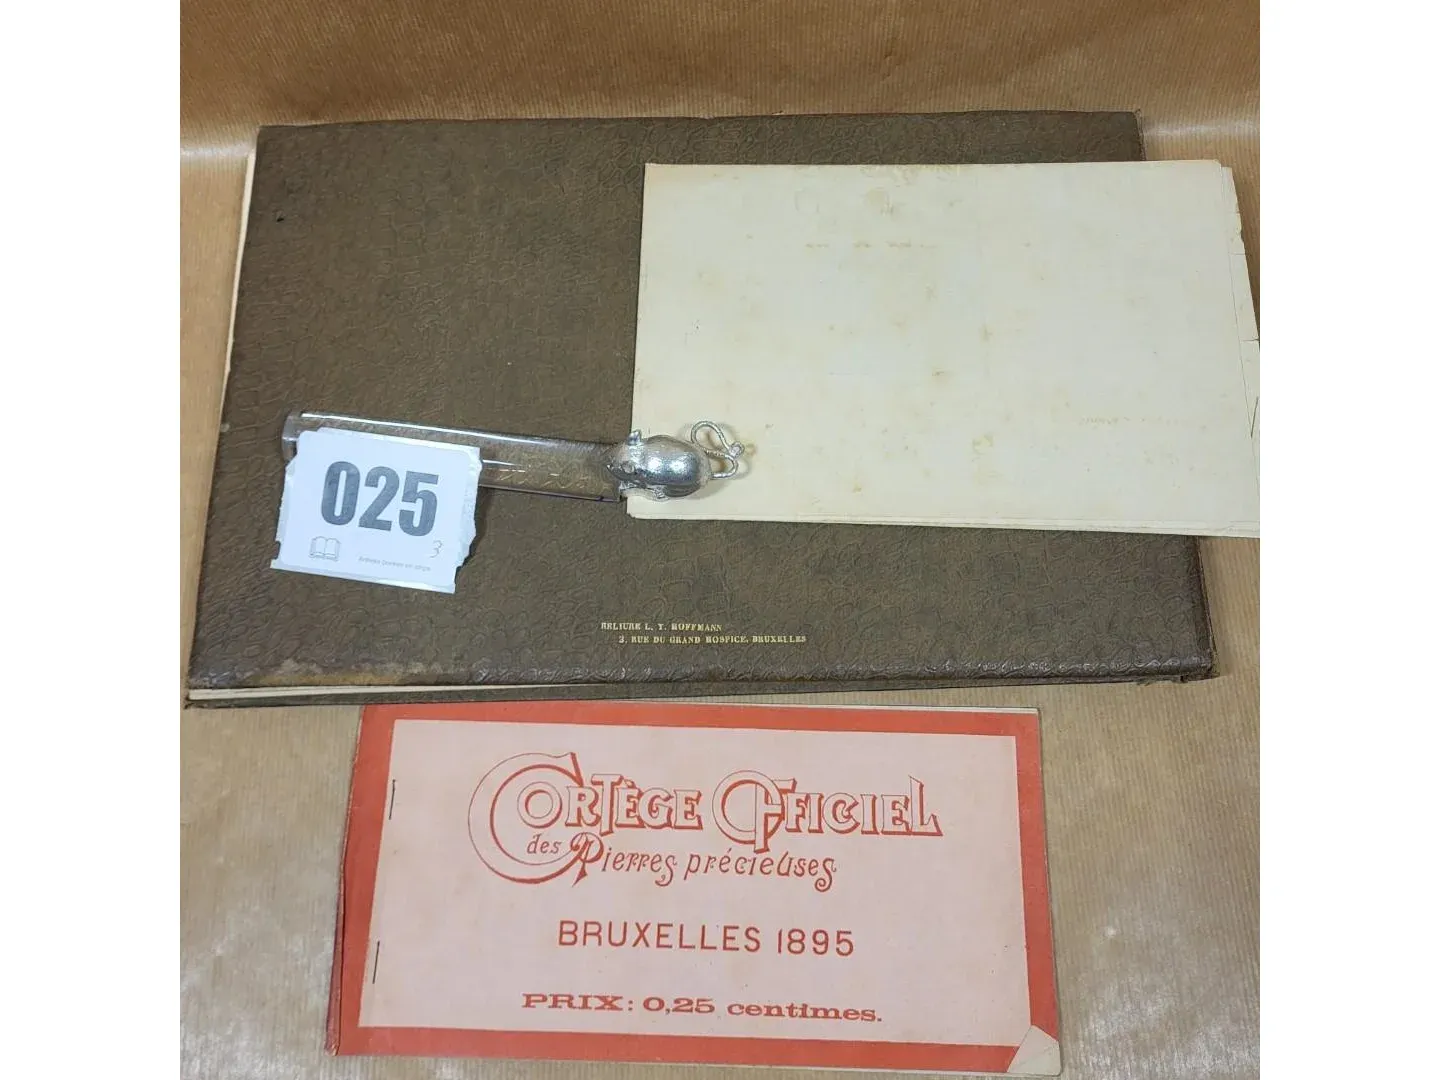 025
3
RELIURE L. T. HOFFMANN
3, RUE DU GRAND HOSPICE, BRUXELLES
CORTÈGE OFFICIEL
des Pierres précieuses
BRUXELLES 1895
PRIX: 0,25 centimes.